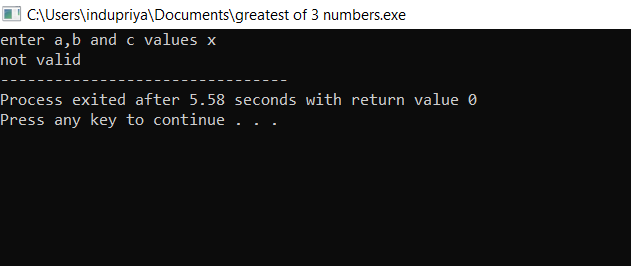 C:\Users\indupriya\Documents\greatest of 3 numbers.exe
enter a,b and c values x
not valid
--------------------------------
Process exited after 5.58 seconds with return value 0
Press any key to continue . . .